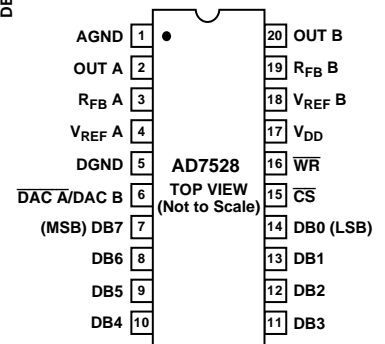 DE
AGND 1 20 OUT B
OUT A 2 19 RFB B
RFB A 3 18 VREF B
VREF A 4 17 VDD
DGND 5 AD7528 16 WR
DAC A/DAC B 6 TOP VIEW 15 CS
(Not to Scale)
(MSB) DB7 7 14 DB0 (LSB)
DB6 8 13 DB1
DB5 9 12 DB2
DB4 10 11 DB3